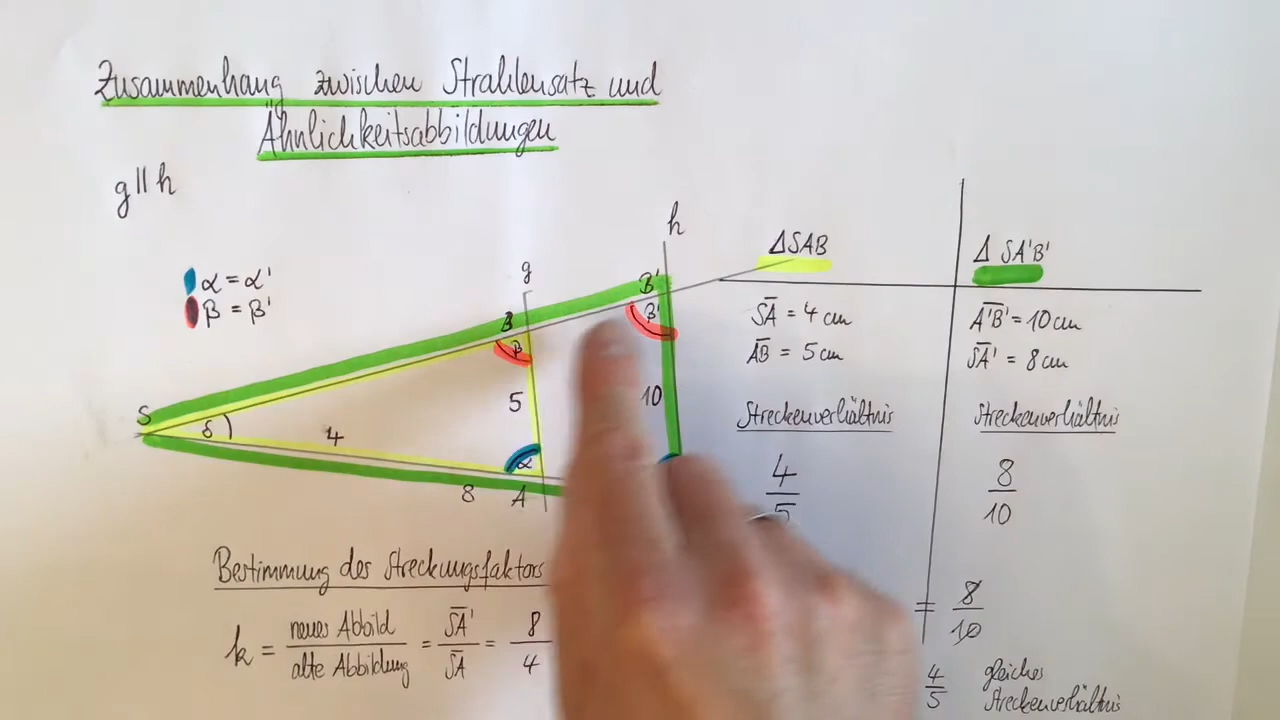 Zusammenhang zwischen Strahlensatz und
Ähnlichkeitsabbildungen
g || h
α = α'
β = β'
h
g
B'
β'
B
β
S
δ
4
5
10
α
8
A
ΔSAB
SA = 4 cm
AB = 5 cm
Streckenverhältnis
4/5
Δ SA'B'
A'B' = 10 cm
SA' = 8 cm
Streckenverhältnis
8/10
= 8/10
4/5 gleiches
Streckenverhältnis
Bestimmung des Streckungsfaktors
k = neues Abbild/alte Abbildung = SA'/SA = 8/4